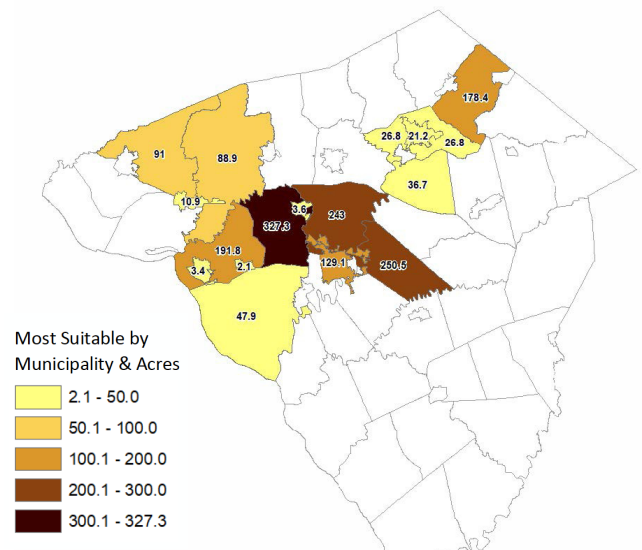 178.4
26.8 21.2
26.8
91
88.9
36.7
10.9
3.6
243
327.3
191.8
129.1
250.5
3.4
2.1
47.9
Most Suitable by
Municipality & Acres
2.1 - 50.0
50.1 - 100.0
100.1 - 200.0
200.1 - 300.0
300.1 - 327.3